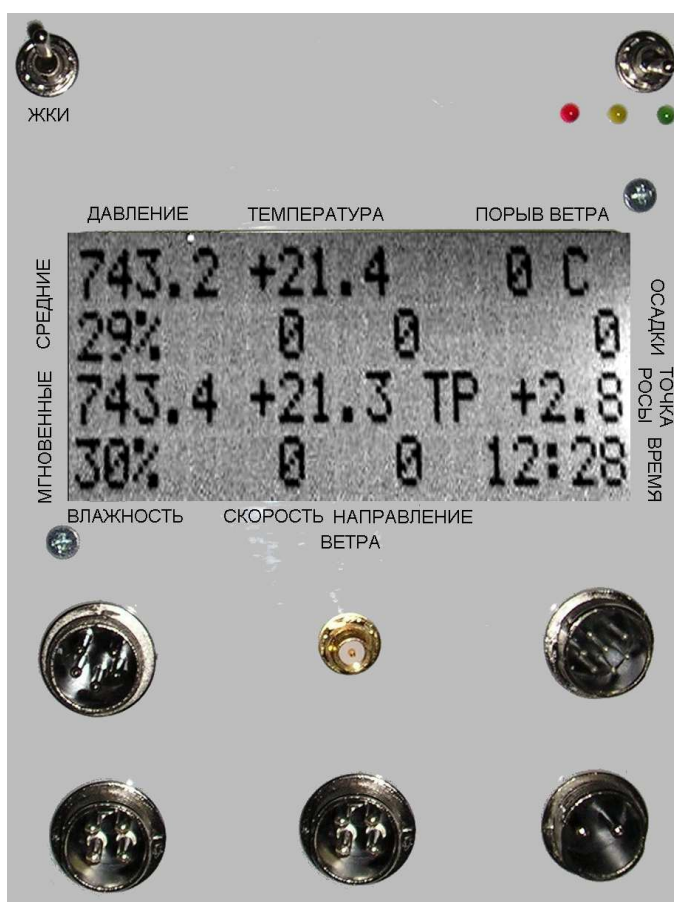 ЖКИ
ДАВЛЕНИЕ ТЕМПЕРАТУРА ПОРЫВ ВЕТРА
СРЕДНИЕ
743.2 +21.4 0 С
29% 0 0 0
ОСАДКИ
МГНОВЕННЫЕ
743.4 +21.3 ТР +2.8
ТОЧКА
РОСЫ
30% 0 0 12:28
ВРЕМЯ
ВЛАЖНОСТЬ СКОРОСТЬ НАПРАВЛЕНИЕ
ВЕТРА